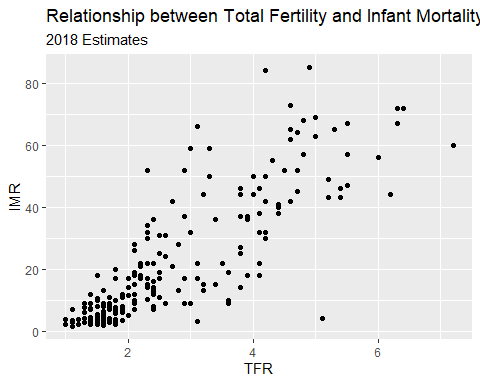 Relationship between Total Fertility and Infant Mortality
2018 Estimates
80
60
40
20
0
IMR
2
4
6
TFR